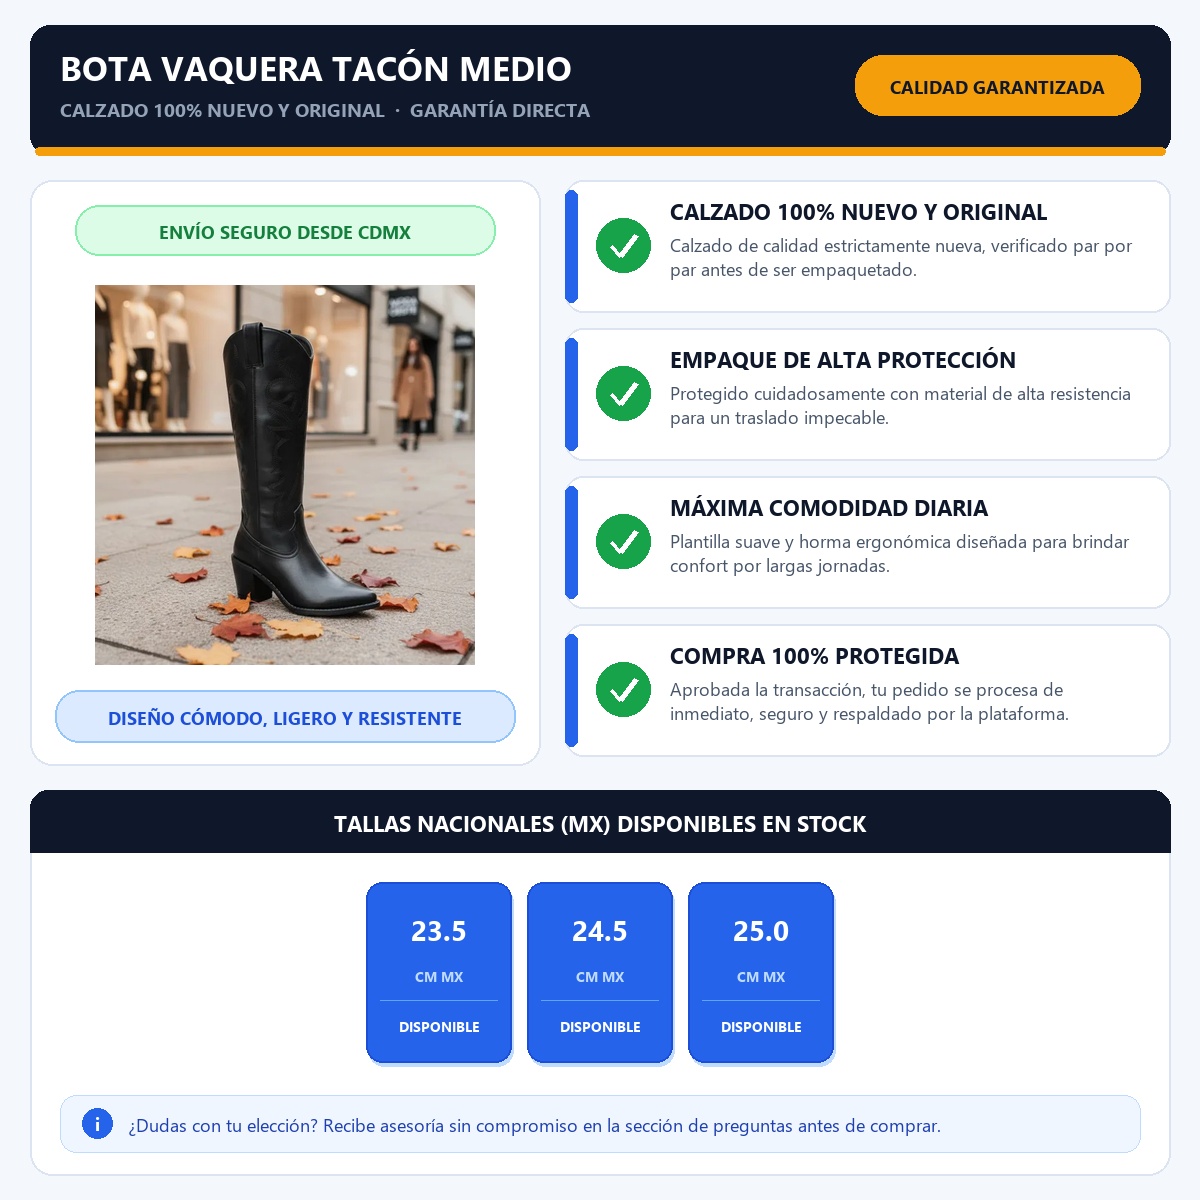 BOTA VAQUERA TACÓN MEDIO
CALZADO 100% NUEVO Y ORIGINAL · GARANTÍA DIRECTA
CALIDAD GARANTIZADA
ENVÍO SEGURO DESDE CDMX
DISEÑO CÓMODO, LIGERO Y RESISTENTE
CALZADO 100% NUEVO Y ORIGINAL
Calzado de calidad estrictamente nueva, verificado par por
par antes de ser empaquetado.
EMPAQUE DE ALTA PROTECCIÓN
Protegido cuidadosamente con material de alta resistencia
para un traslado impecable.
MÁXIMA COMODIDAD DIARIA
Plantilla suave y horma ergonómica diseñada para brindar
confort por largas jornadas.
COMPRA 100% PROTEGIDA
Aprobada la transacción, tu pedido se procesa de
inmediato, seguro y respaldado por la plataforma.
TALLAS NACIONALES (MX) DISPONIBLES EN STOCK
23.5
CM MX
DISPONIBLE
24.5
CM MX
DISPONIBLE
25.0
CM MX
DISPONIBLE
¿Dudas con tu elección? Recibe asesoría sin compromiso en la sección de preguntas antes de comprar.